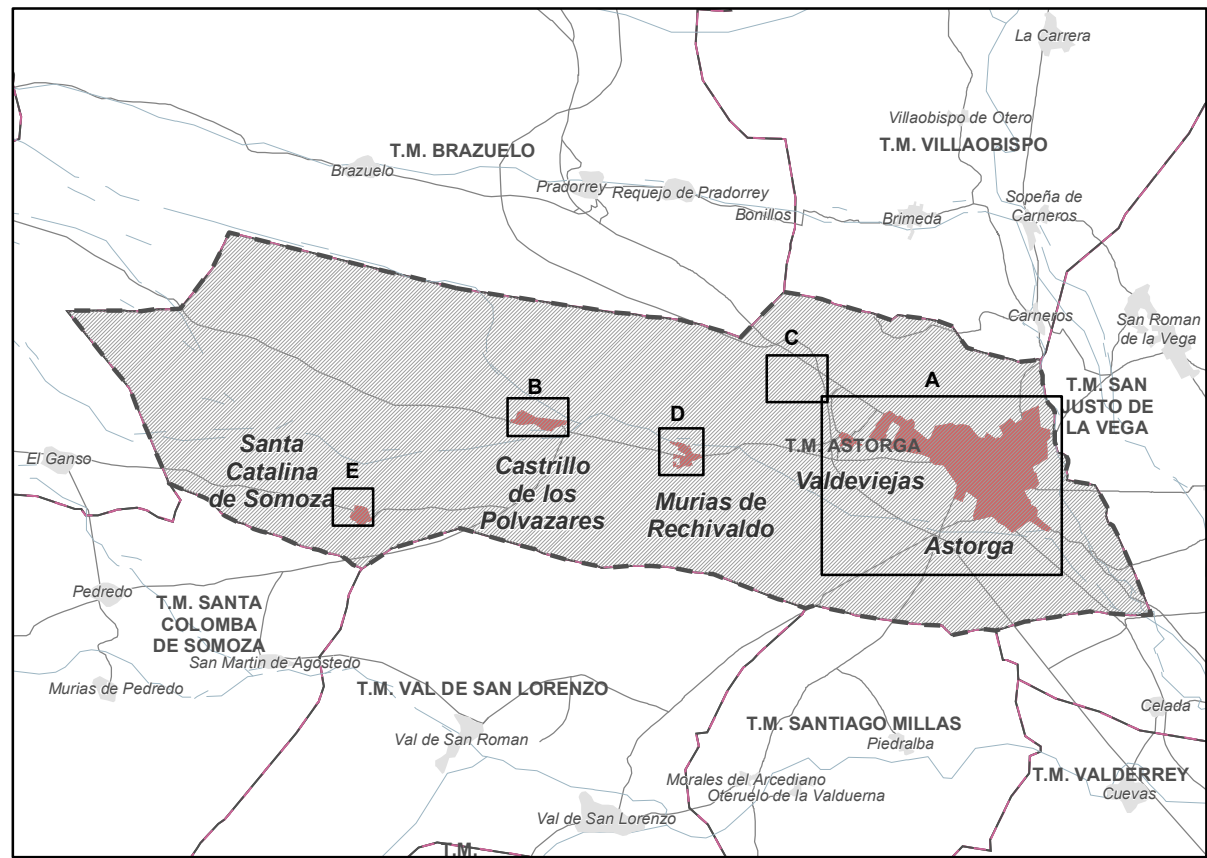 La Carrera
Villaobispo de Otero
T.M. VILLAOBISPO
T.M. BRAZUELO
Brazuelo
Pradorrey
Requejo de Pradorrey
Bonillos
Brimeda
Sopeña de
Carneros
Carneros
San Roman
de la Vega
C
A
T.M. SAN
JUSTO DE
LA VEGA
B
D
T.M. ASTORGA
Valdeviejas
Santa
Catalina
de Somoza
El Ganso
E
Castrillo
de los
Polvazares
Murias de
Rechivaldo
Astorga
Pedredo
T.M. SANTA
COLOMBA
DE SOMOZA
San Martin de Agostedo
Murias de Pedredo
T.M. VAL DE SAN LORENZO
Val de San Roman
T.M. SANTIAGO MILLAS
Piedralba
Celada
Morales del Arcediano
Oteruelo de la Valduerna
T.M. VALDERREY
Cuevas
Val de San Lorenzo
T.M.